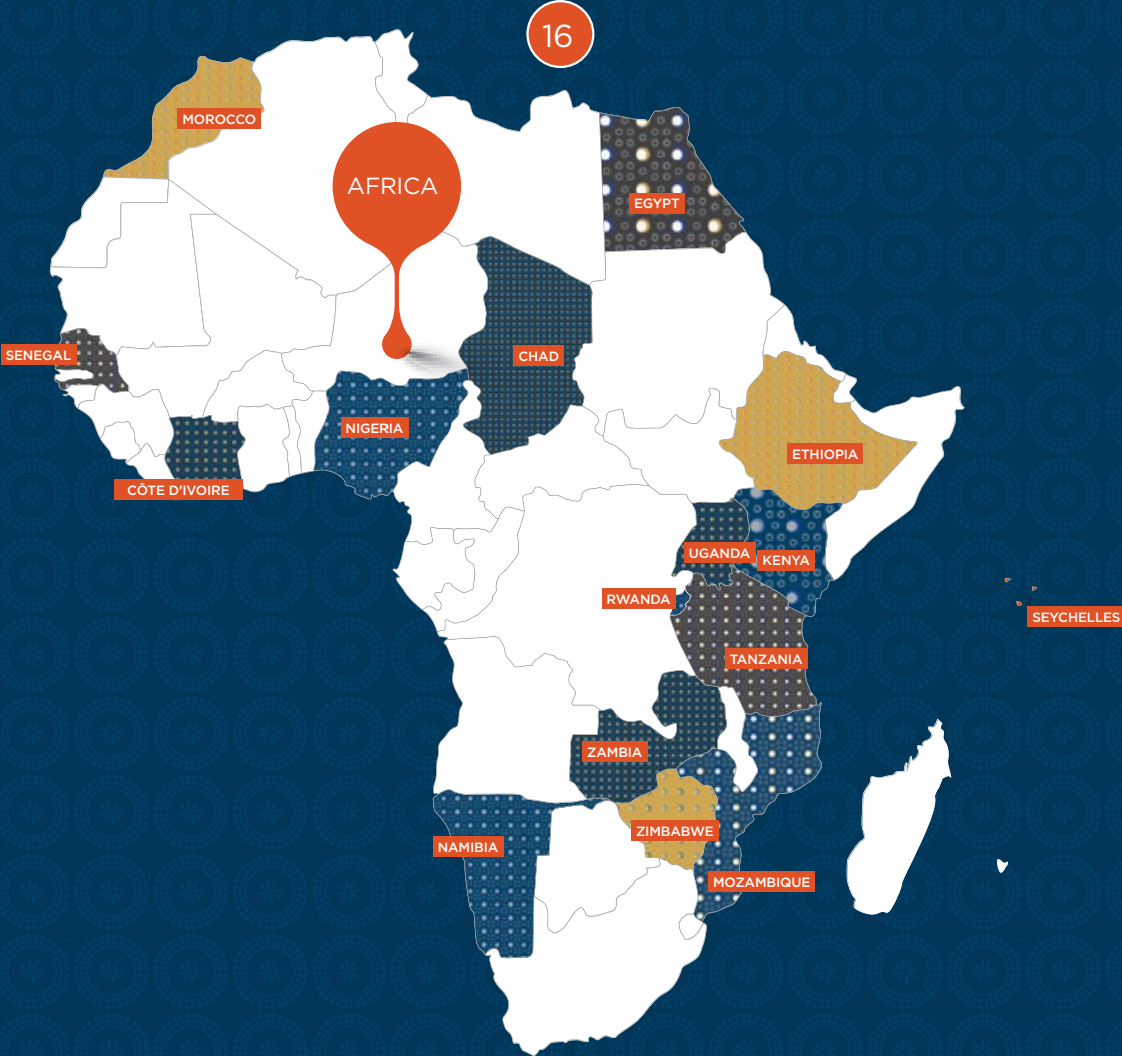 16
MOROCCO
AFRICA
EGYPT
SENEGAL
CHAD
NIGERIA
ETHIOPIA
CÔTE D'IVOIRE
UGANDA
KENYA
RWANDA
SEYCHELLES
TANZANIA
ZAMBIA
ZIMBABWE
NAMIBIA
MOZAMBIQUE